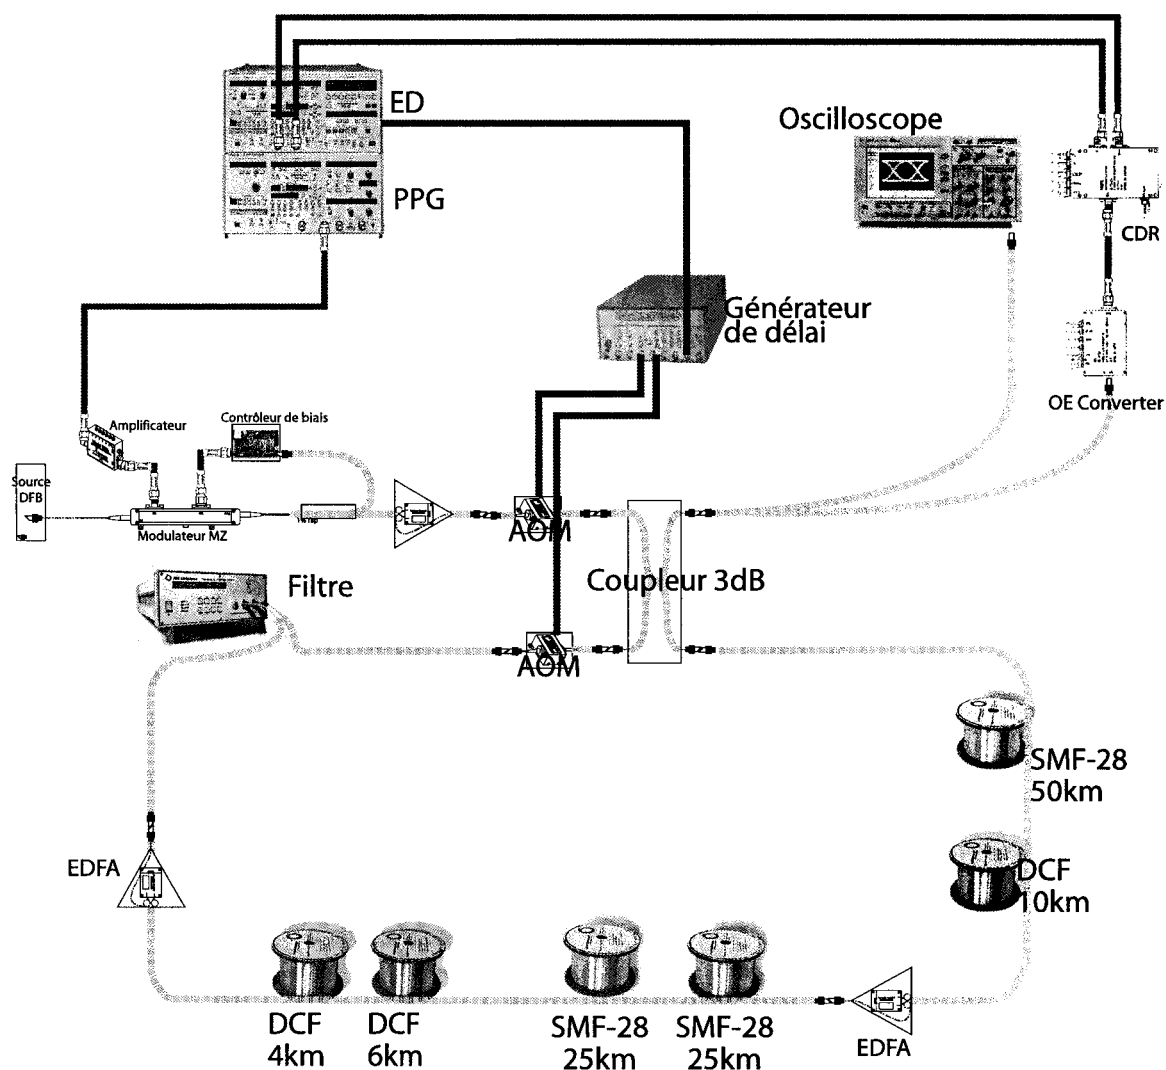 ED
PPG
Oscilloscope
CDR
Générateur
de délai
OE Converter
Amplificateur
Contrôleur de biais
Source
DFB
Modulateur MZ
1% Tap
AOM
Coupleur 3dB
Filtre
AOM
SMF-28
50km
EDFA
DCF
10km
DCF
4km
DCF
6km
SMF-28
25km
SMF-28
25km
EDFA